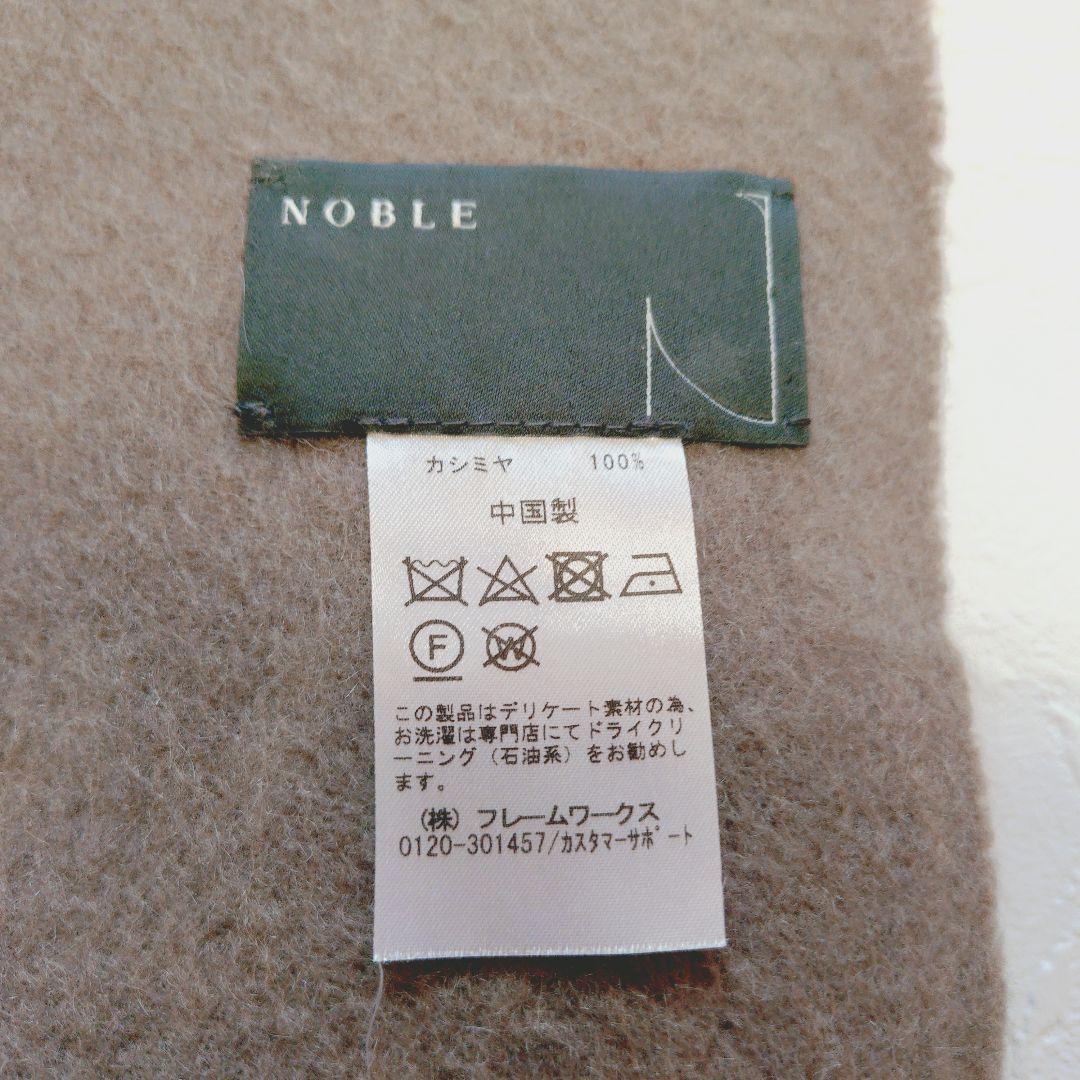 NOBLE
カシミヤ 100%
中国製
F W
この製品はデリケート素材の為、
お洗濯は専門店にてドライクリ
ーニング（石油系）をお勧めし
ます。
（株）フレームワークス
0120-301457/カスタマーサポート